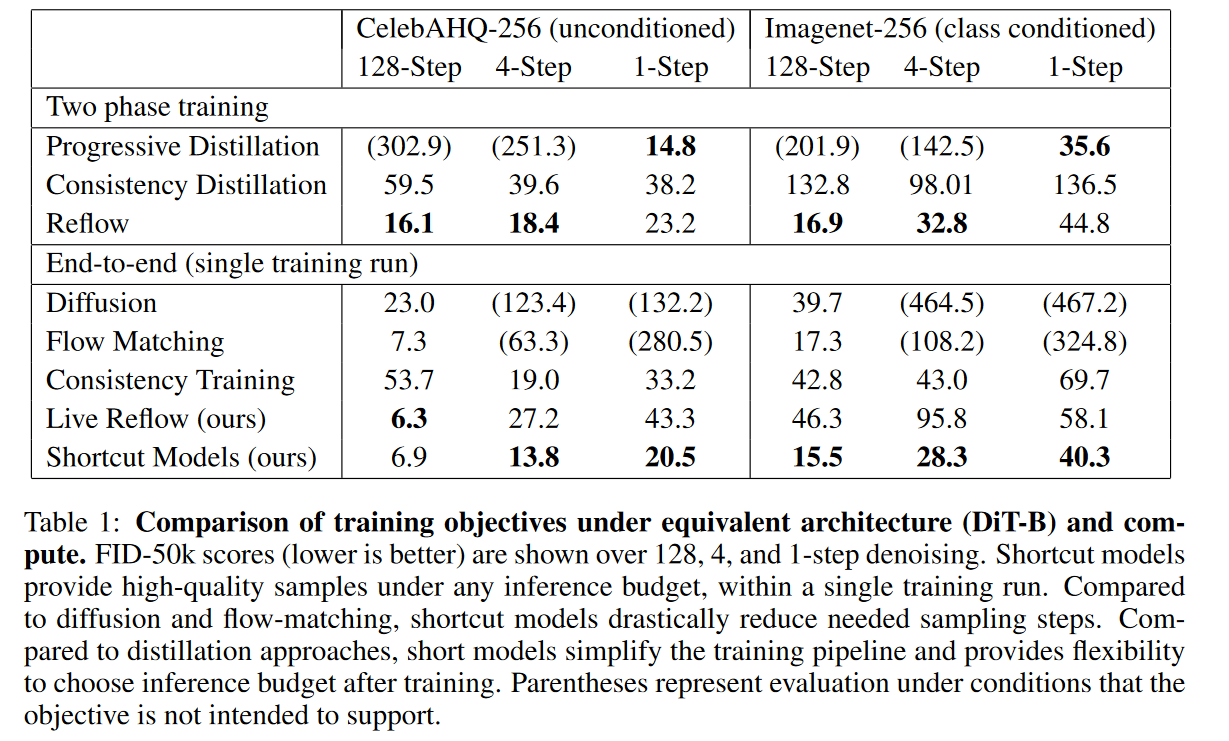 CelebAHQ-256 (unconditioned) Imagenet-256 (class conditioned)
128-Step 4-Step 1-Step 128-Step 4-Step 1-Step
Two phase training
Progressive Distillation (302.9) (251.3) 14.8 (201.9) (142.5) 35.6
Consistency Distillation 59.5 39.6 38.2 132.8 98.01 136.5
Reflow 16.1 18.4 23.2 16.9 32.8 44.8
End-to-end (single training run)
Diffusion 23.0 (123.4) (132.2) 39.7 (464.5) (467.2)
Flow Matching 7.3 (63.3) (280.5) 17.3 (108.2) (324.8)
Consistency Training 53.7 19.0 33.2 42.8 43.0 69.7
Live Reflow (ours) 6.3 27.2 43.3 46.3 95.8 58.1
Shortcut Models (ours) 6.9 13.8 20.5 15.5 28.3 40.3
Table 1: Comparison of training objectives under equivalent architecture (DiT-B) and com-
pute. FID-50k scores (lower is better) are shown over 128, 4, and 1-step denoising. Shortcut models
provide high-quality samples under any inference budget, within a single training run. Compared
to diffusion and flow-matching, shortcut models drastically reduce needed sampling steps. Com-
pared to distillation approaches, short models simplify the training pipeline and provides flexibility
to choose inference budget after training. Parentheses represent evaluation under conditions that the
objective is not intended to support.